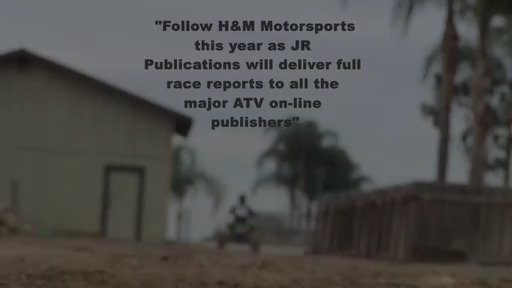 "Follow H&M Motorsports
this year as JR
Publications will deliver full
race reports to all the
major ATV on-line
publishers"